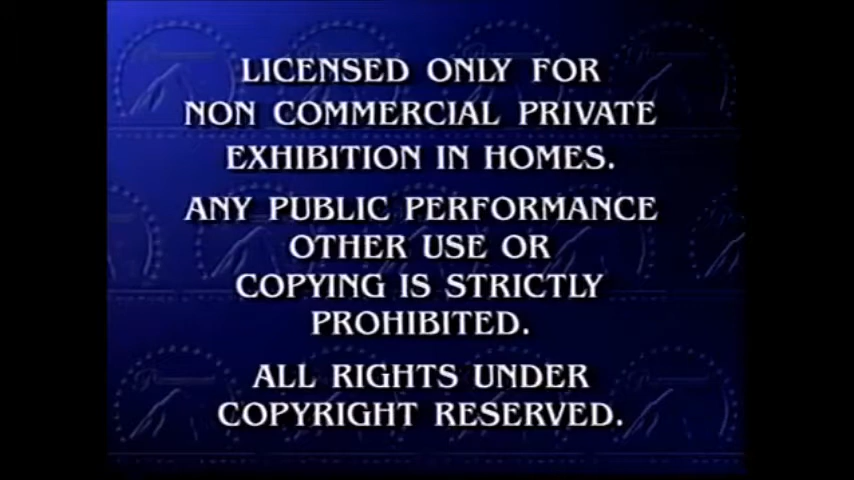 LICENSED ONLY FOR
NON COMMERCIAL PRIVATE
EXHIBITION IN HOMES.
ANY PUBLIC PERFORMANCE
OTHER USE OR
COPYING IS STRICTLY
PROHIBITED.
ALL RIGHTS UNDER
COPYRIGHT RESERVED.